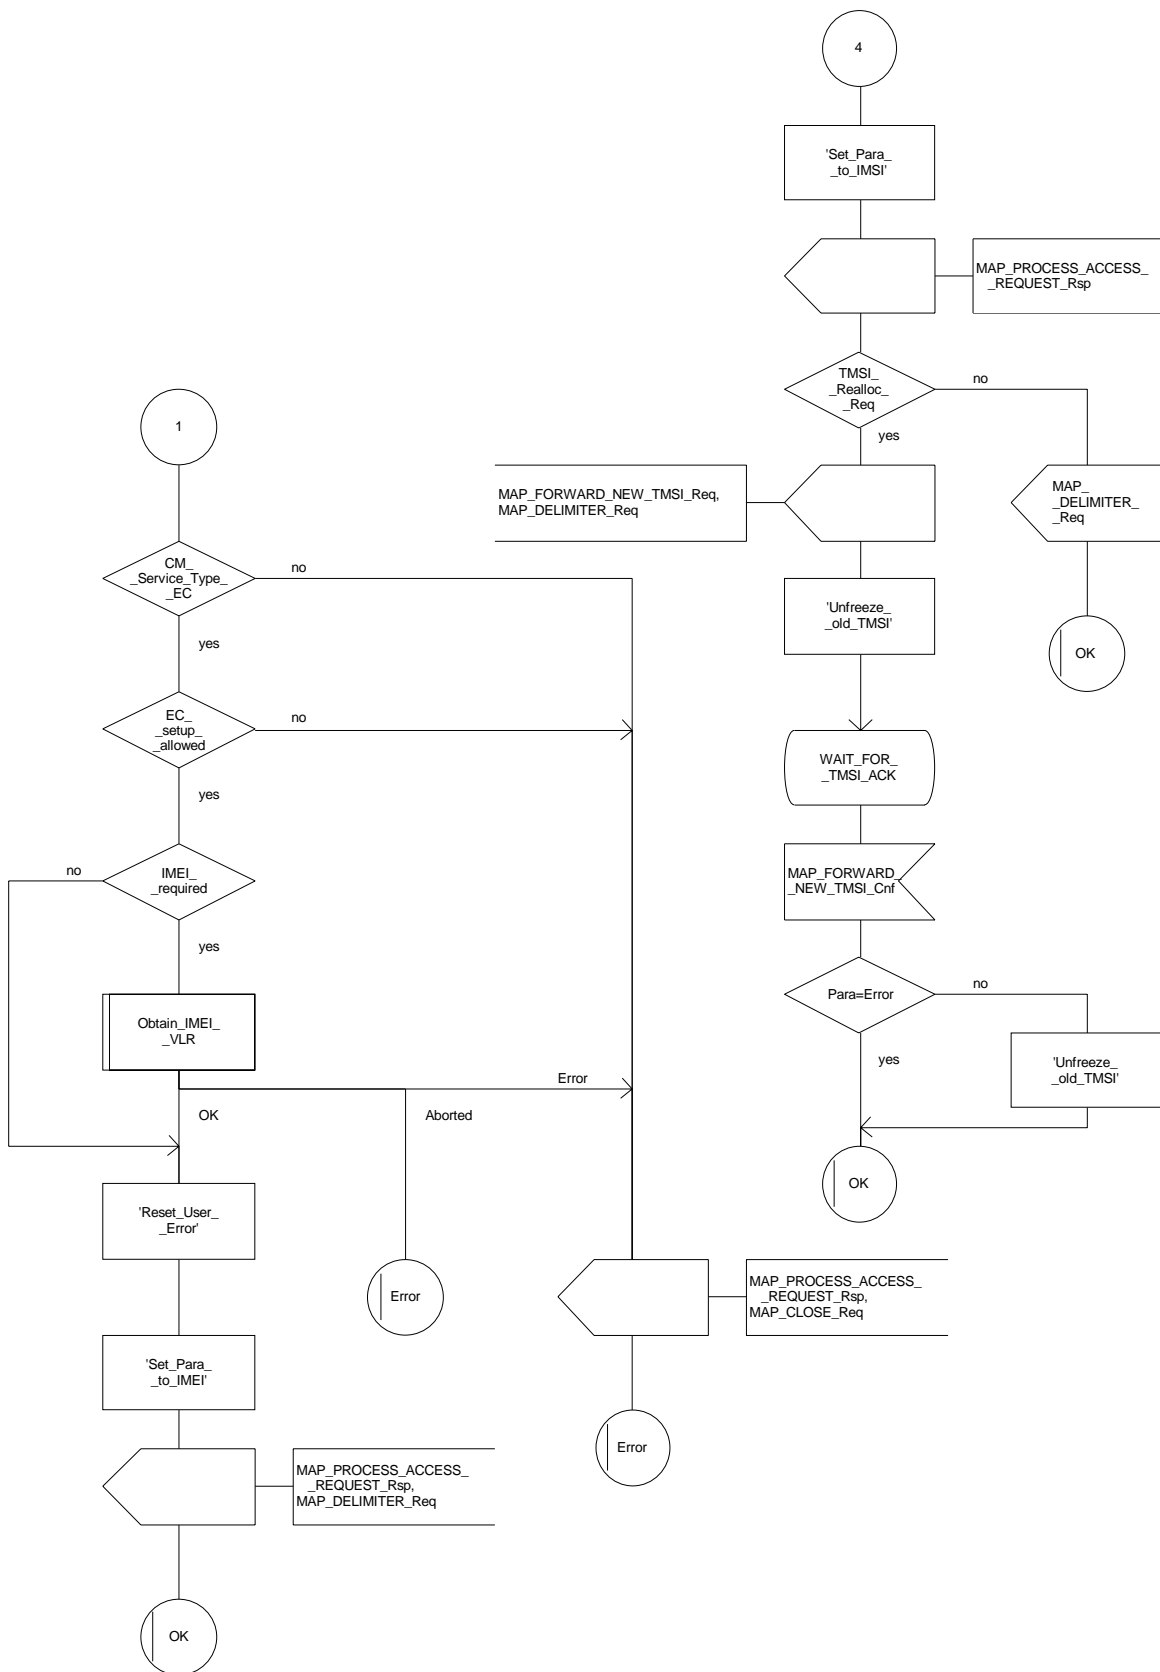 4
'Set_Para_
_to_IMSI'
MAP_PROCESS_ACCESS_
_REQUEST_Rsp
TMSI_
_Realloc_
_Req
no
yes
MAP_FORWARD_NEW_TMSI_Req,
MAP_DELIMITER_Req
MAP_
_DELIMITER_
_Req
'Unfreeze_
_old_TMSI'
OK
WAIT_FOR_
_TMSI_ACK
MAP_FORWARD_
_NEW_TMSI_Cnf
Para=Error
no
yes
'Unfreeze_
_old_TMSI'
OK
1
CM_
_Service_Type_
_EC
no
yes
EC_
_setup_
_allowed
no
yes
IMEI_
_required
no
yes
Obtain_IMEI_
_VLR
Error
OK
Aborted
'Reset_User_
_Error'
Error
MAP_PROCESS_ACCESS_
_REQUEST_Rsp,
MAP_CLOSE_Req
'Set_Para_
_to_IMEI'
Error
MAP_PROCESS_ACCESS_
_REQUEST_Rsp,
MAP_DELIMITER_Req
OK